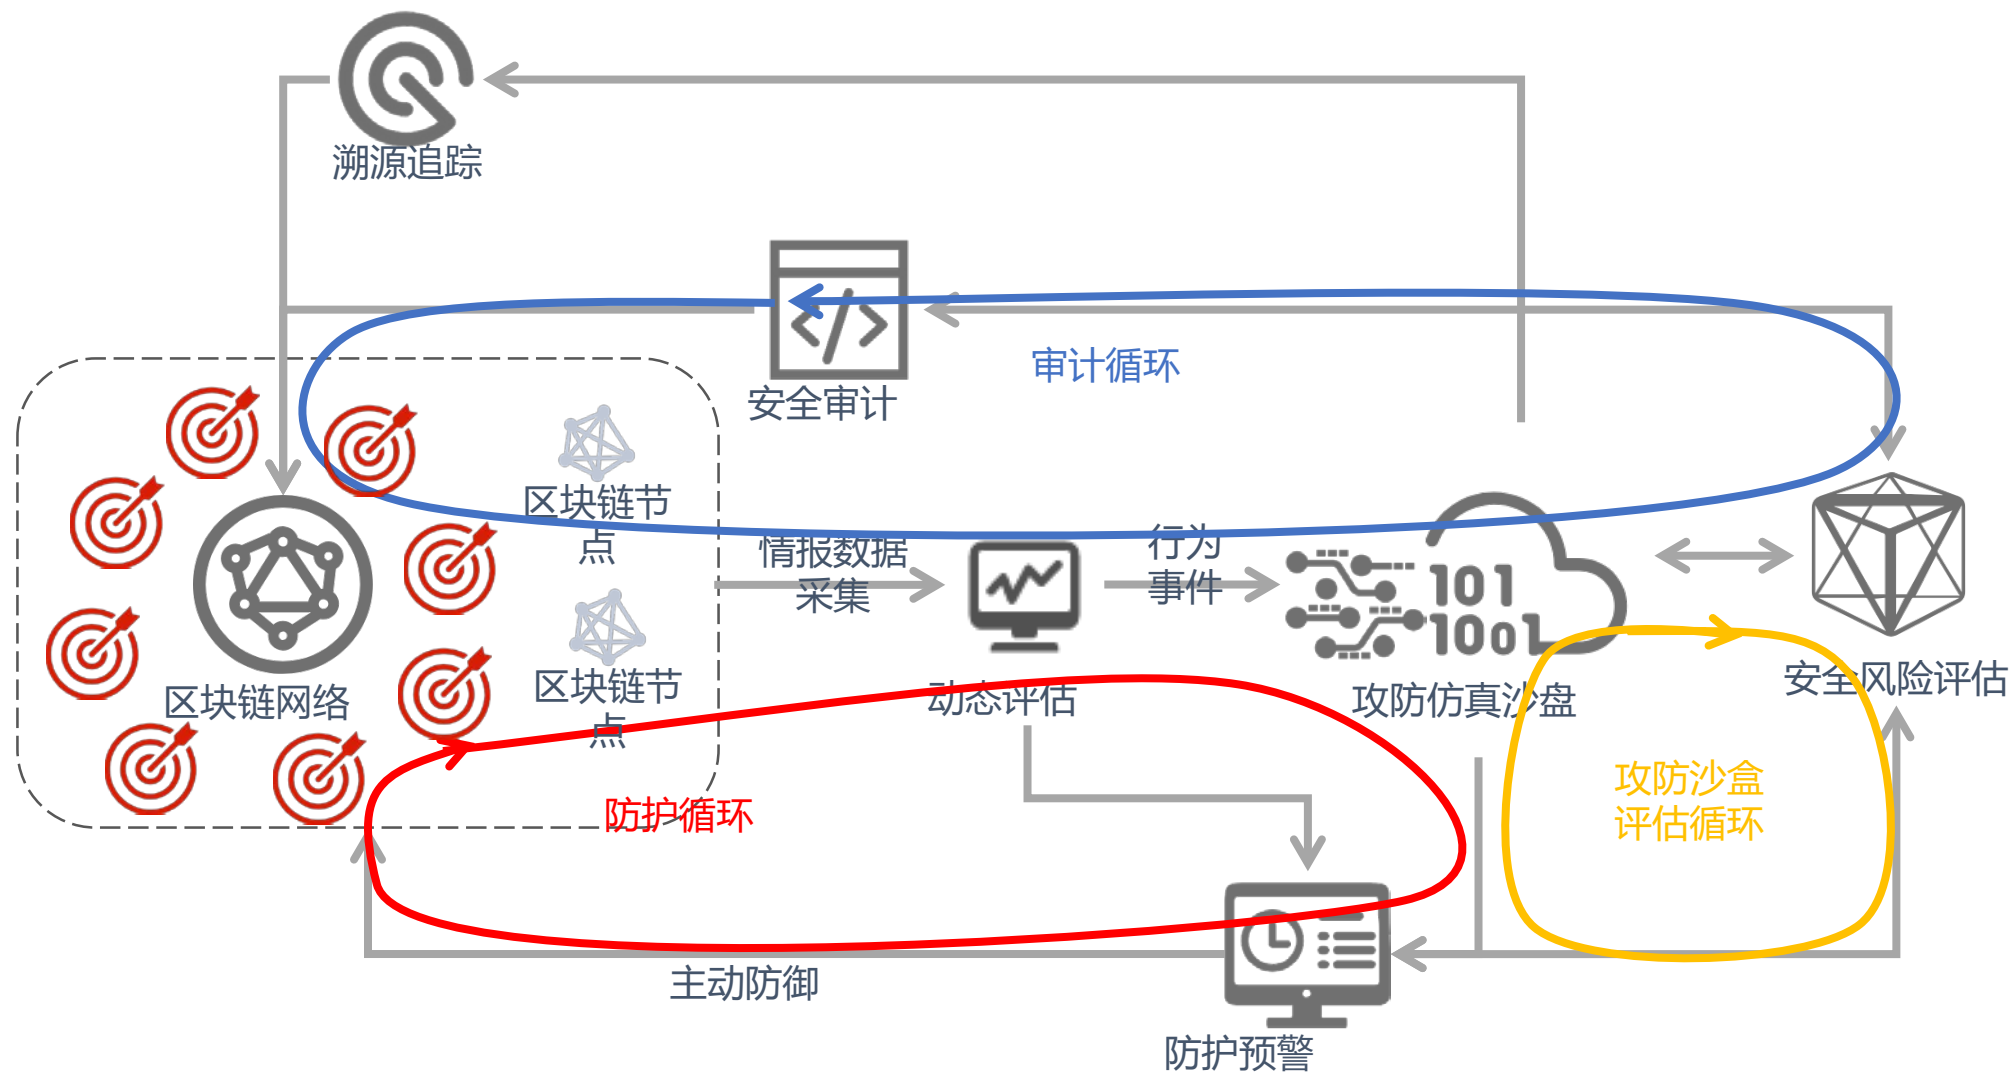 溯源追踪
安全审计
审计循环
区块链节
点
情报数据
采集
行为
事件
101
1001
区块链网络
区块链节
点
动态评估
攻防仿真沙盘
安全风险评估
防护循环
攻防沙盒
评估循环
主动防御
防护预警